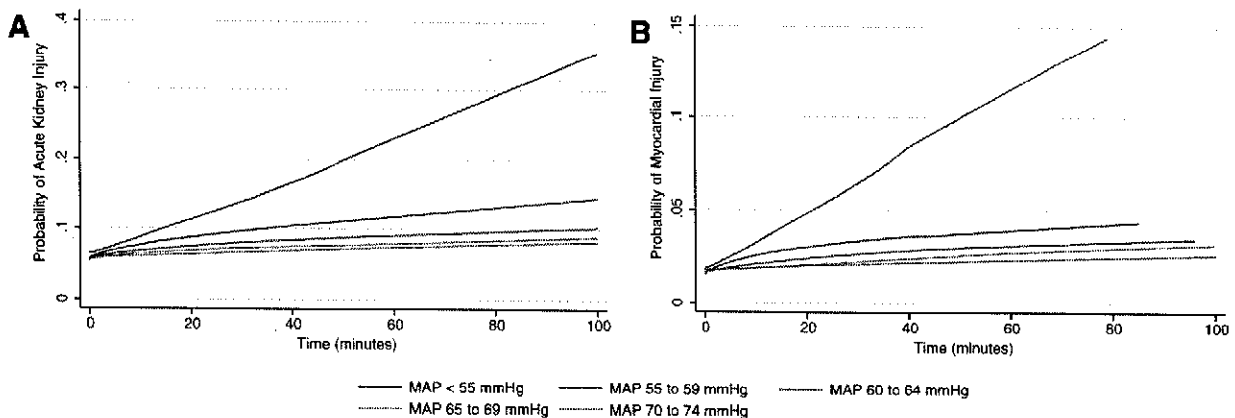 A
Probability of Acute Kidney Injury
.4
.3
.2
.1
0
0 20 40 60 80 100
Time (minutes)
B
Probability of Myocardial Injury
.15
.1
.05
0
0 20 40 60 80 100
Time (minutes)
MAP < 55 mmHg MAP 55 to 59 mmHg MAP 60 to 64 mmHg
MAP 65 to 69 mmHg MAP 70 to 74 mmHg